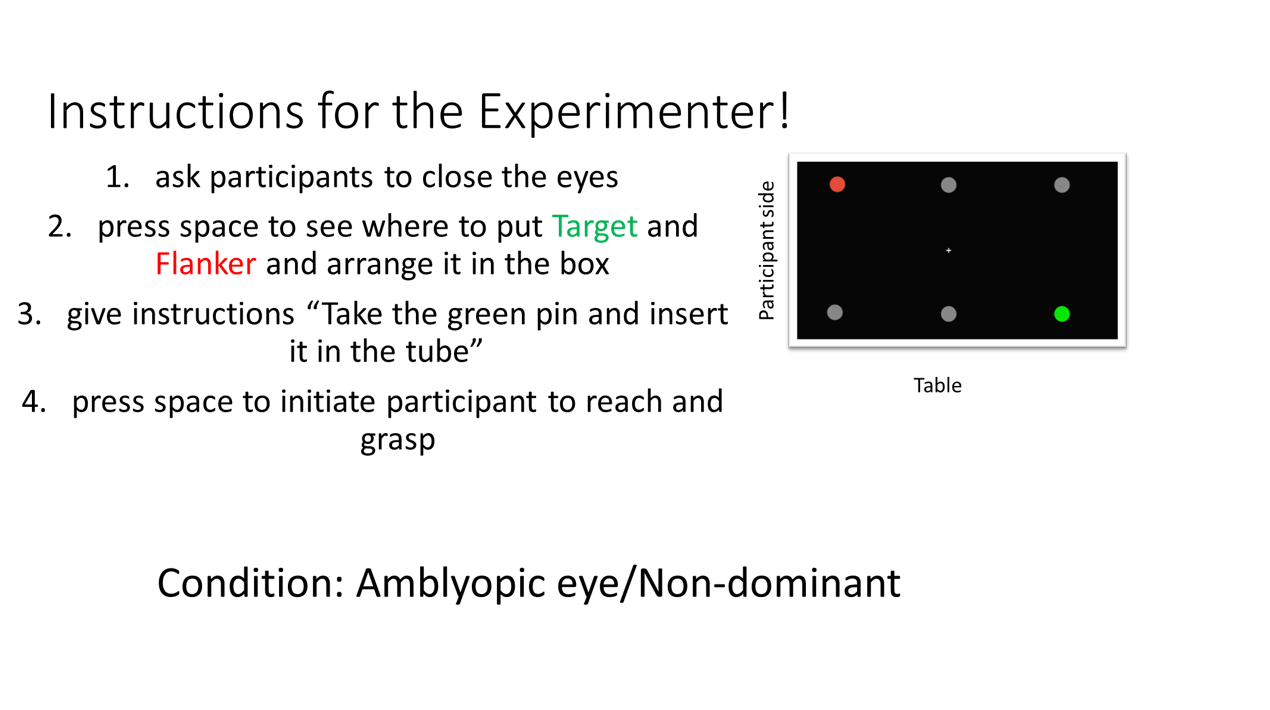 Instructions for the Experimenter!
1. ask participants to close the eyes
2. press space to see where to put Target and
Flanker and arrange it in the box
3. give instructions “Take the green pin and insert
it in the tube”
4. press space to initiate participant to reach and
grasp
Participant side
Table
Condition: Amblyopic eye/Non-dominant